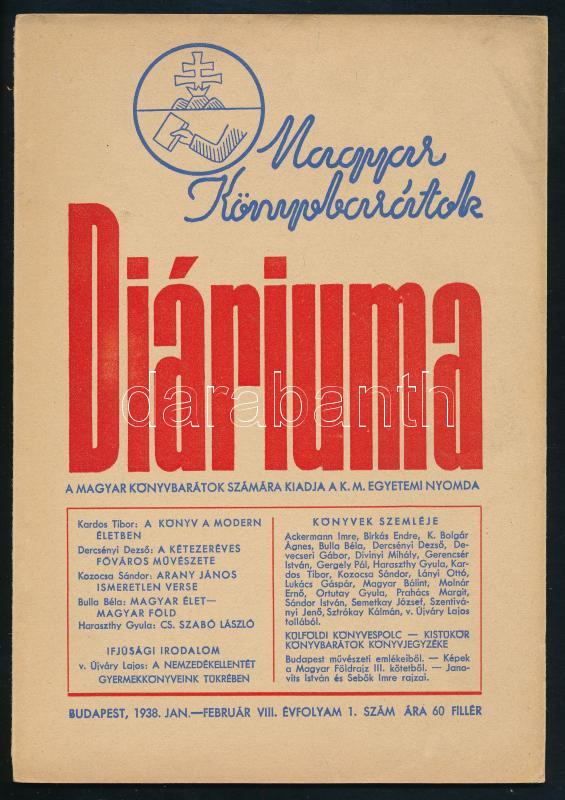 Magyar
Könyvbarátok
Diáriuma
darabanth
A MAGYAR KÖNYVBARÁTOK SZÁMÁRA KIADJA A K. M. EGYETEMI NYOMDA
Kardos Tibor: A KÖNYV A MODERN
ÉLETBEN
Dercsényi Dezső: A KÉTEZERÉVES
FŐVÁROS MŰVÉSZETE
Kozocsa Sándor: ARANY JÁNOS
ISMERETLEN VERSE
Bulla Béla: MAGYAR ÉLET—
MAGYAR FÖLD
Haraszthy Gyula: CS. SZABÓ LÁSZLÓ
IFJUSÁGI IRODALOM
v. Ujváry Lajos: A NEMZEDÉKELLENTÉT
GYERMEKKÖNYVEINK TÜKRÉBEN
KÖNYVEK SZEMLÉJE
Ackermann Imre, Birkás Endre, K. Bolgár
Ágnes, Bulla Béla, Dercsényi Dezső, De-
vecseri Gábor, Divinyi Mihály, Gerencsér
István, Gergely Pál, Haraszthy Gyula, Kar-
dos Tibor, Kozocsa Sándor, Lányi Ottó,
Lukács Gáspár, Magyar Bálint, Molnár
Ernő, Ortutay Gyula, Prahács Margit,
Sándor István, Semetkay József, Szentivá-
nyi Jenő, Sztrókay Kálmán, v. Ujváry Lajos
tollából.
KÜLFÖLDI KÖNYVESPOLC — KISTÜKÖR
KÖNYVBARÁTOK KÖNYVJEGYZÉKE
Budapest művészeti emlékeiből. — Képek
a Magyar Földrajz III. kötetből. — Jana-
vits István és Sebők Imre rajzai.
BUDAPEST, 1938. JAN.—FEBRUÁR VIII. ÉVFOLYAM 1. SZÁM ÁRA 60 FILLÉR